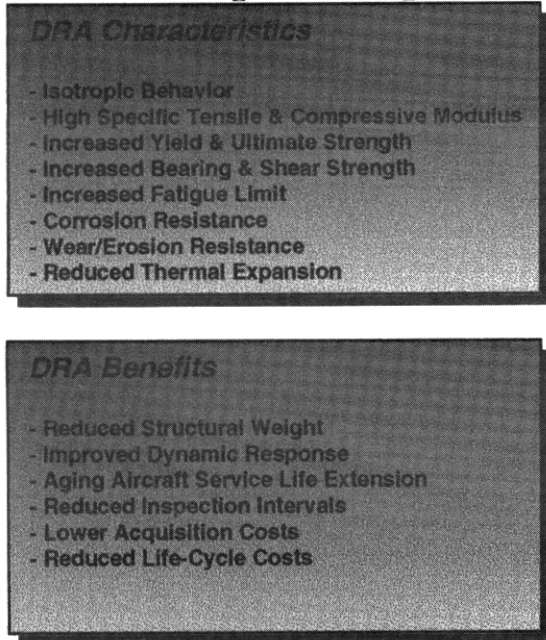 DRA Characteristics
- Isotropic Behavior
- High Specific Tensile & Compressive Modulus
- Increased Yield & Ultimate Strength
- Increased Bearing & Shear Strength
- Increased Fatigue Limit
- Corrosion Resistance
- Wear/Erosion Resistance
- Reduced Thermal Expansion
DRA Benefits
- Reduced Structural Weight
- Improved Dynamic Response
- Aging Aircraft Service Life Extension
- Reduced Inspection Intervals
- Lower Acquisition Costs
- Reduced Life-Cycle Costs